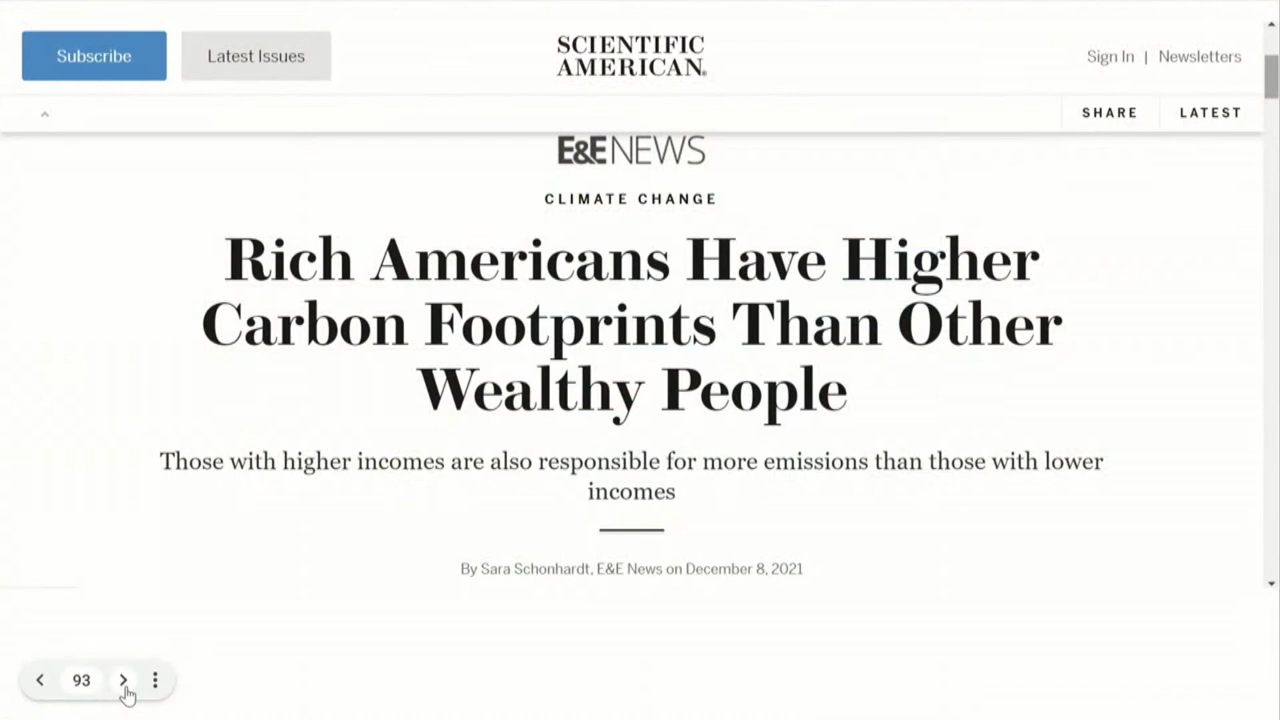 Subscribe
Latest Issues
SCIENTIFIC
AMERICAN®
Sign In | Newsletters
SHARE
LATEST
E&E NEWS
CLIMATE CHANGE
Rich Americans Have Higher
Carbon Footprints Than Other
Wealthy People
Those with higher incomes are also responsible for more emissions than those with lower
incomes
By Sara Schonhardt, E&E News on December 8, 2021
93